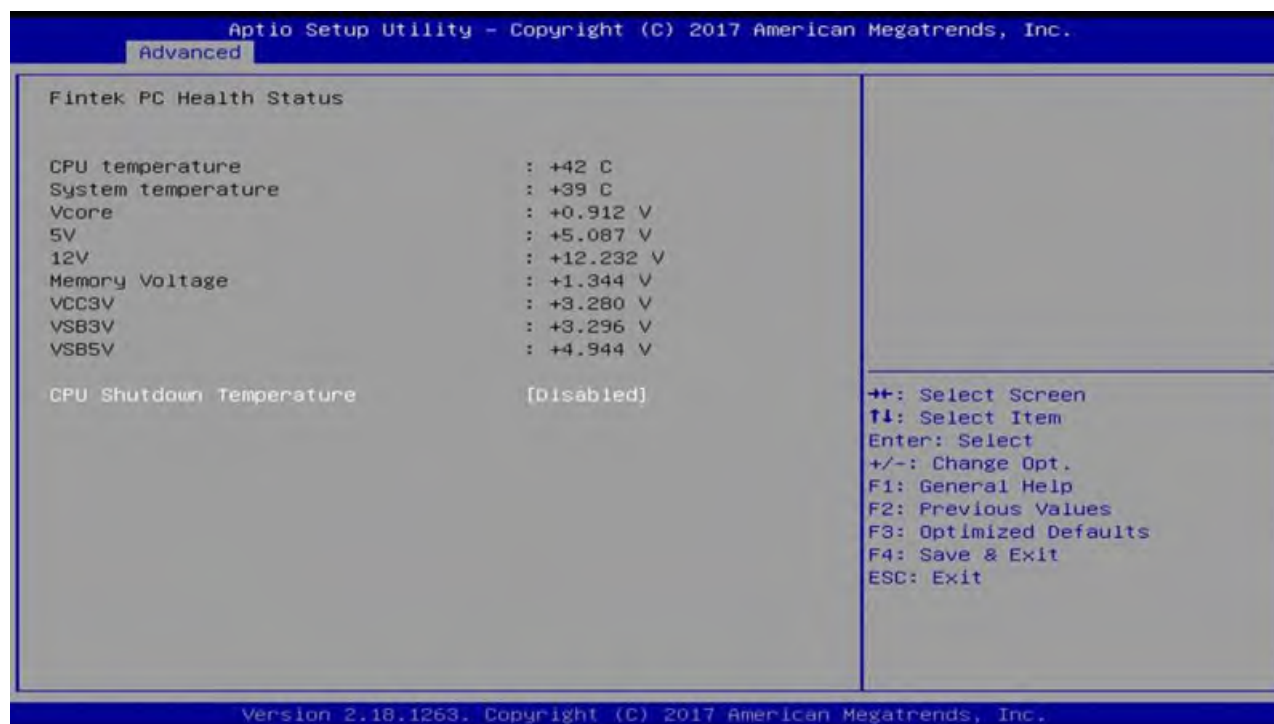 Aptio Setup Utility – Copyright (C) 2017 American Megatrends, Inc.
Advanced
Fintek PC Health Status
CPU temperature : +42 C
System temperature : +39 C
Vcore : +0.912 V
5V : +5.087 V
12V : +12.232 V
Memory Voltage : +1.344 V
VCC3V : +3.280 V
VSB3V : +3.296 V
VSB5V : +4.944 V
CPU Shutdown Temperature [Disabled]
→←: Select Screen
↑↓: Select Item
Enter: Select
+/-: Change Opt.
F1: General Help
F2: Previous Values
F3: Optimized Defaults
F4: Save & Exit
ESC: Exit
Version 2.18.1263. Copyright (C) 2017 American Megatrends, Inc.